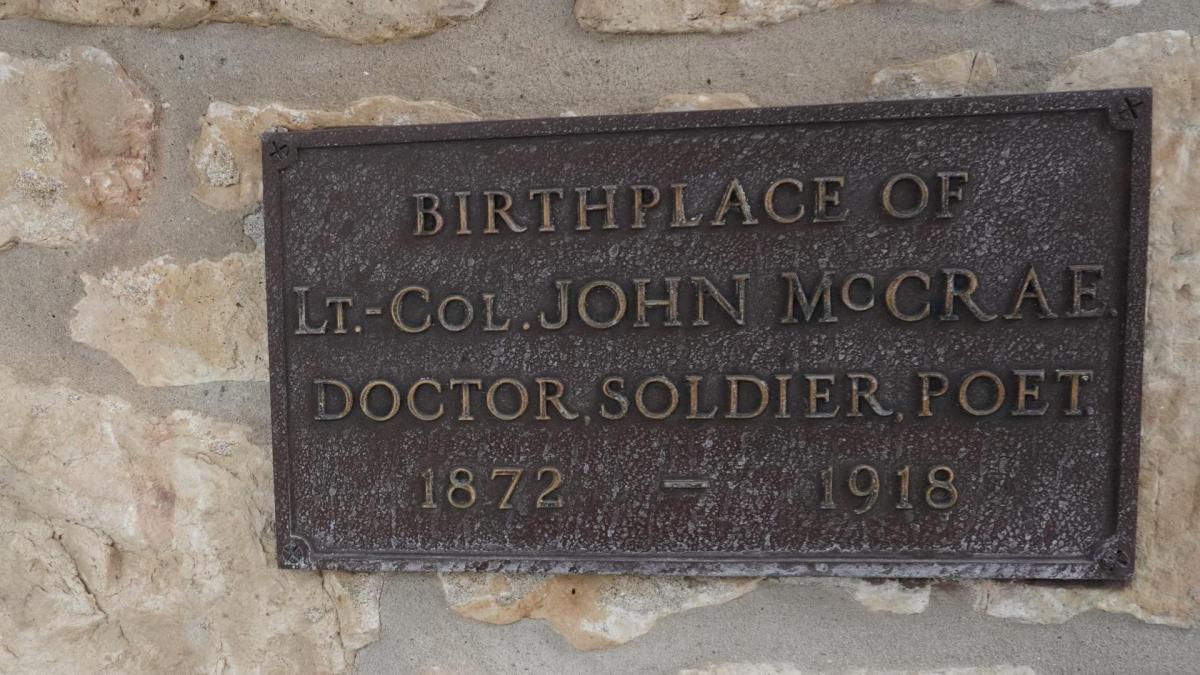 BIRTHPLACE OF
LT.-COL. JOHN McCRAE.
DOCTOR, SOLDIER, POET.
1872 – 1918